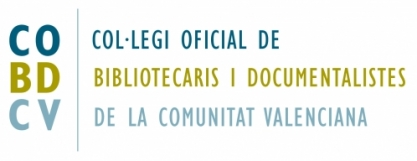 CO
BD
CV
COL·LEGI OFICIAL DE
BIBLIOTECARIS I DOCUMENTALISTES
DE LA COMUNITAT VALENCIANA